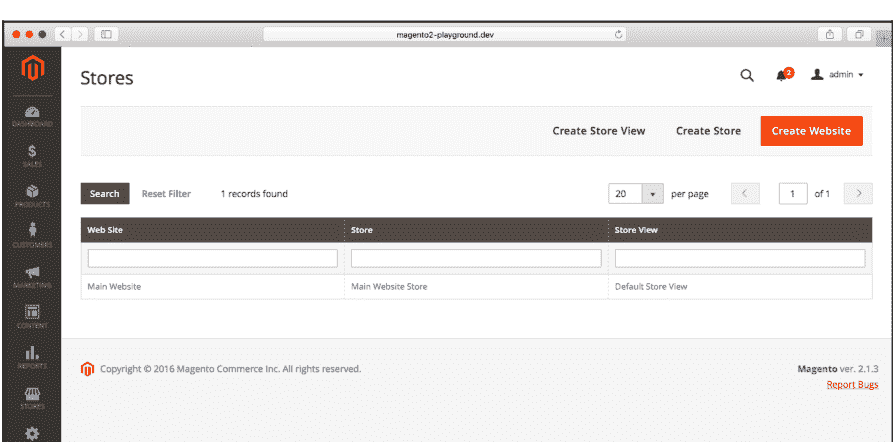 magento2-playground.dev
Stores
2
admin
DASHBOARD
SALES
PRODUCTS
CUSTOMERS
MARKETING
CONTENT
REPORTS
STORES
Create Store View Create Store Create Website
Search Reset Filter 1 records found 20 per page 1 of 1
Web Site Store Store View
Main Website Main Website Store Default Store View
Copyright © 2016 Magento Commerce Inc. All rights reserved. Magento ver. 2.1.3
Report Bugs